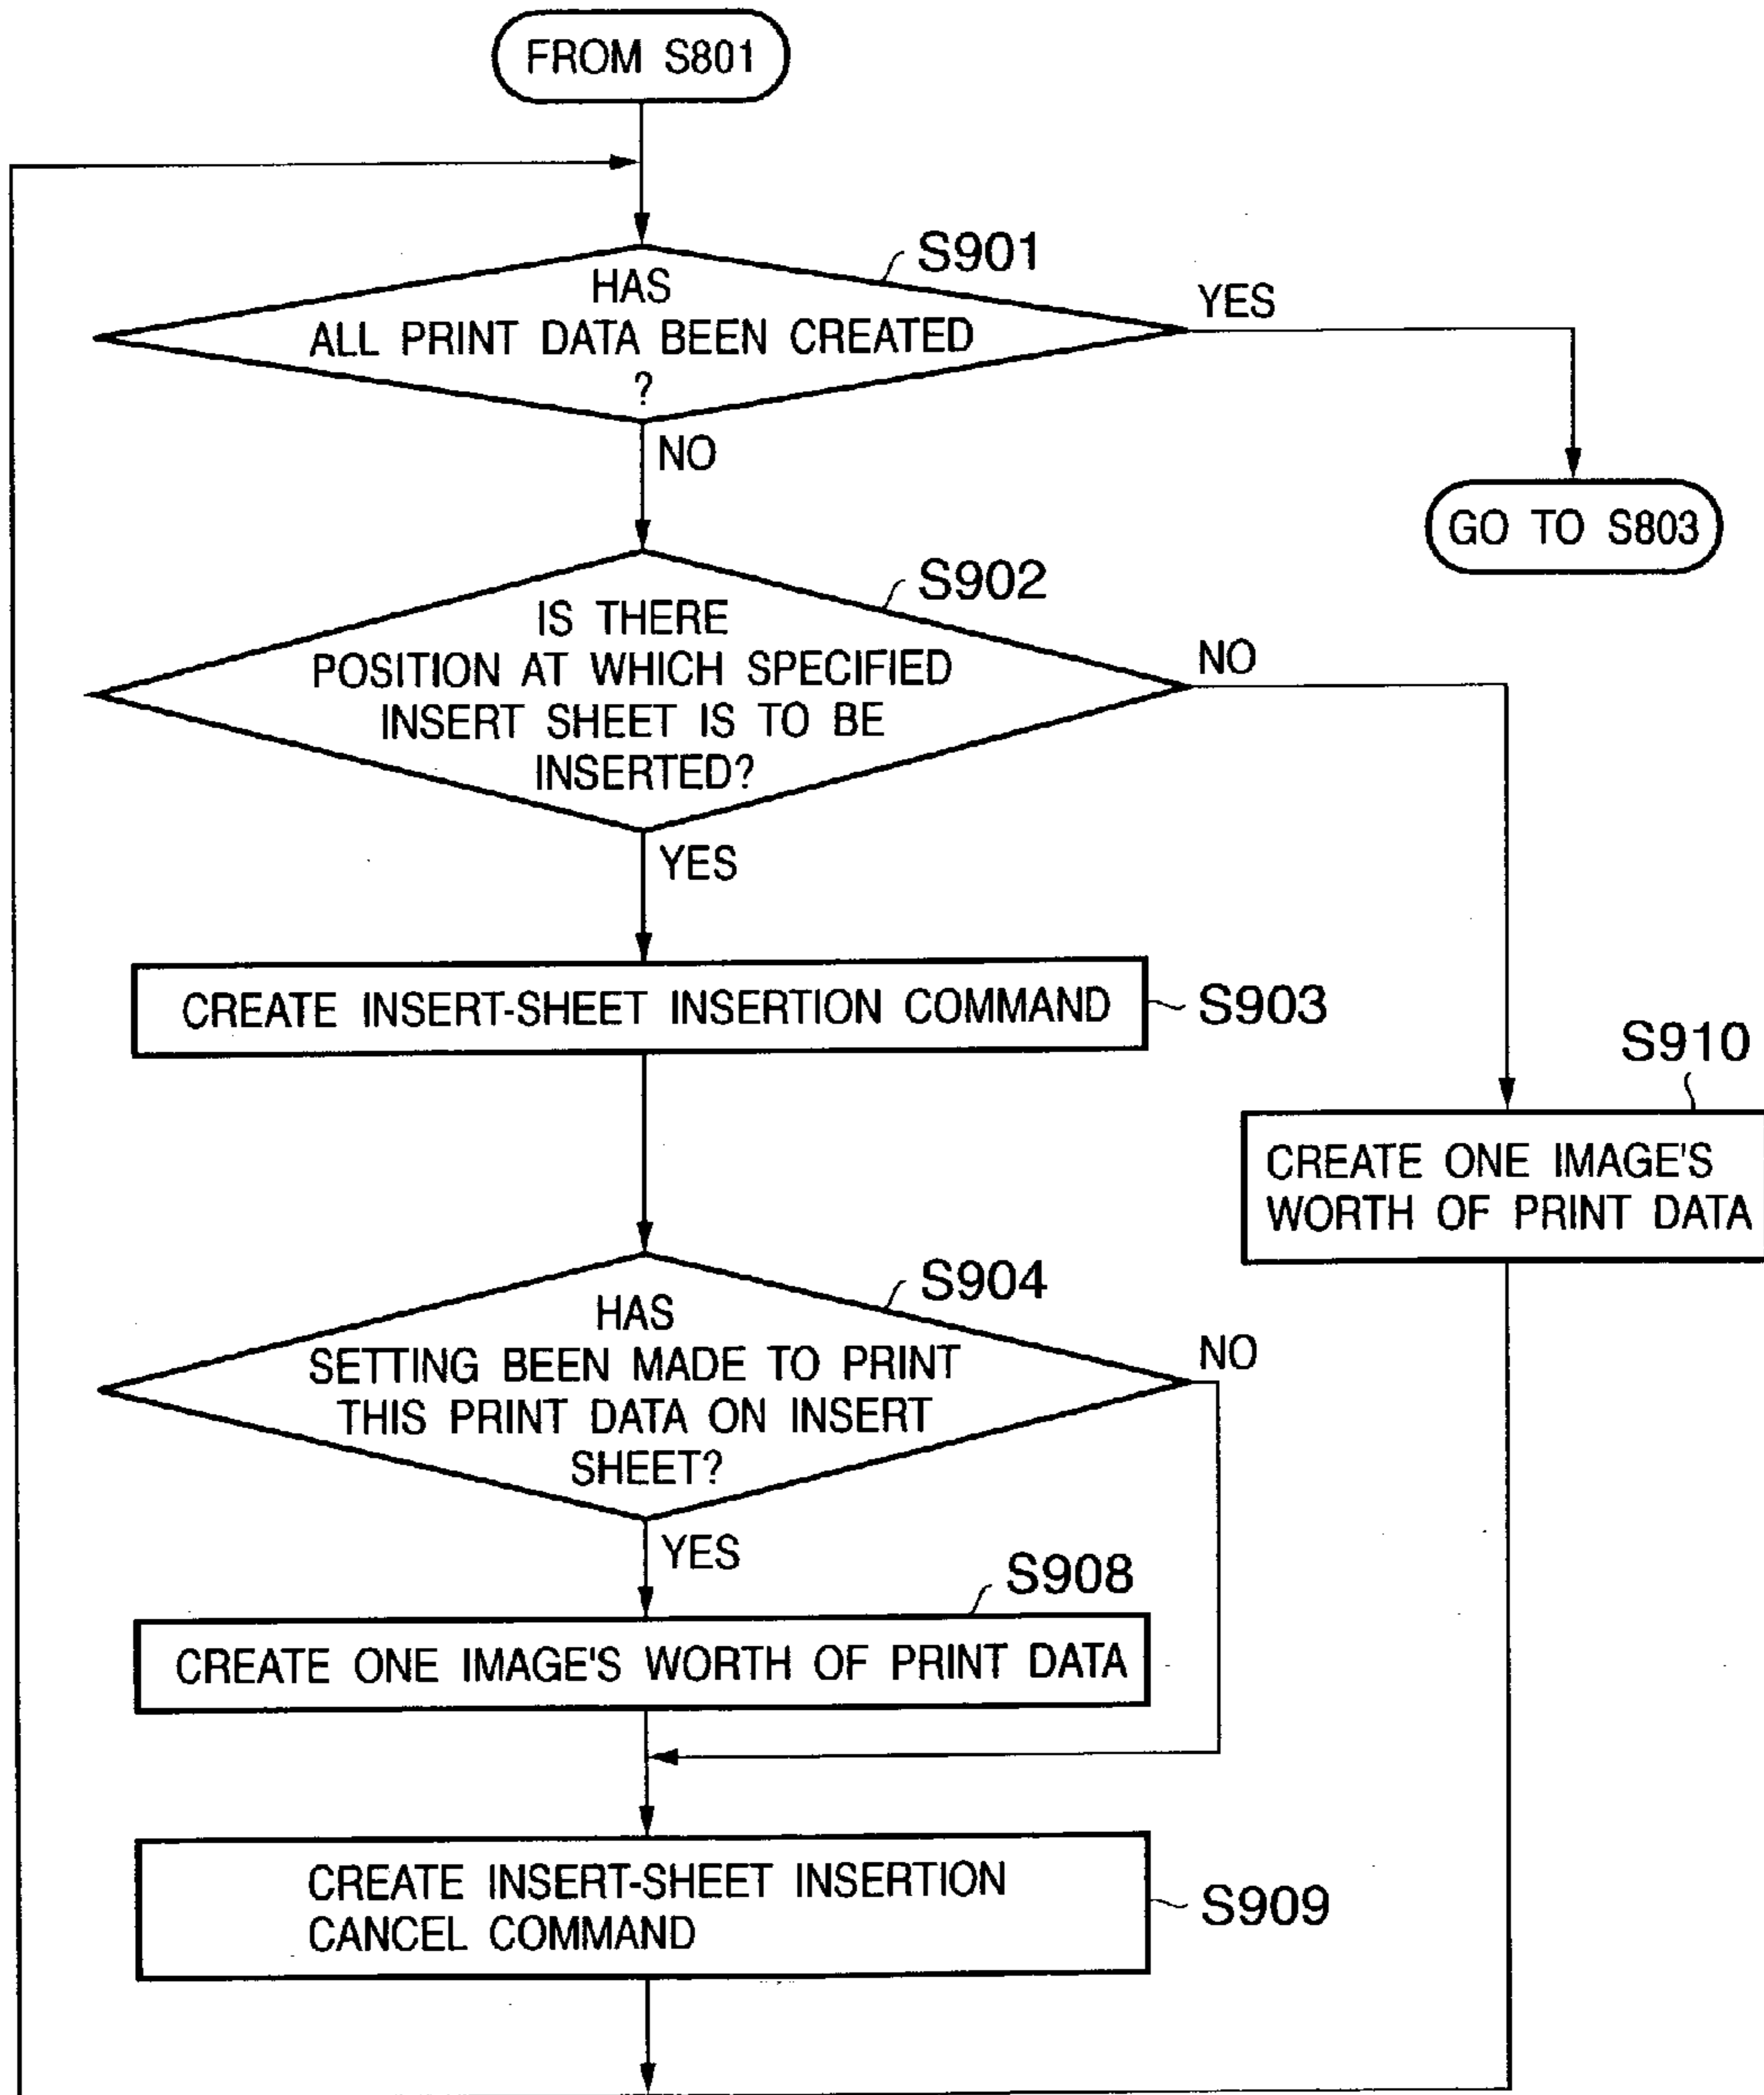 FROM S801
S901
HAS
ALL PRINT DATA BEEN CREATED
?
YES
NO
GO TO S803
S902
IS THERE
POSITION AT WHICH SPECIFIED
INSERT SHEET IS TO BE
INSERTED?
NO
YES
CREATE INSERT-SHEET INSERTION COMMAND
S903
S910
CREATE ONE IMAGE'S
WORTH OF PRINT DATA
S904
HAS
SETTING BEEN MADE TO PRINT
THIS PRINT DATA ON INSERT
SHEET?
NO
YES
S908
CREATE ONE IMAGE'S WORTH OF PRINT DATA
CREATE INSERT-SHEET INSERTION
CANCEL COMMAND
S909